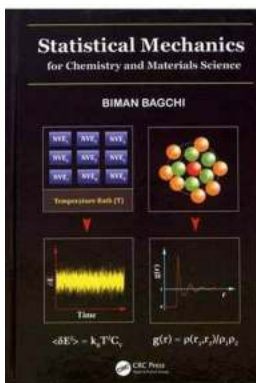 Statistical Mechanics
for Chemistry and Materials Science
BIMAN BAGCHI
Temperature Bath (T)
δE
Time
g(r)
r
<δE²> = k_BT²C_V
g(r) = ρ(r₁,r₂)/ρ₁ρ₂
CRC Press